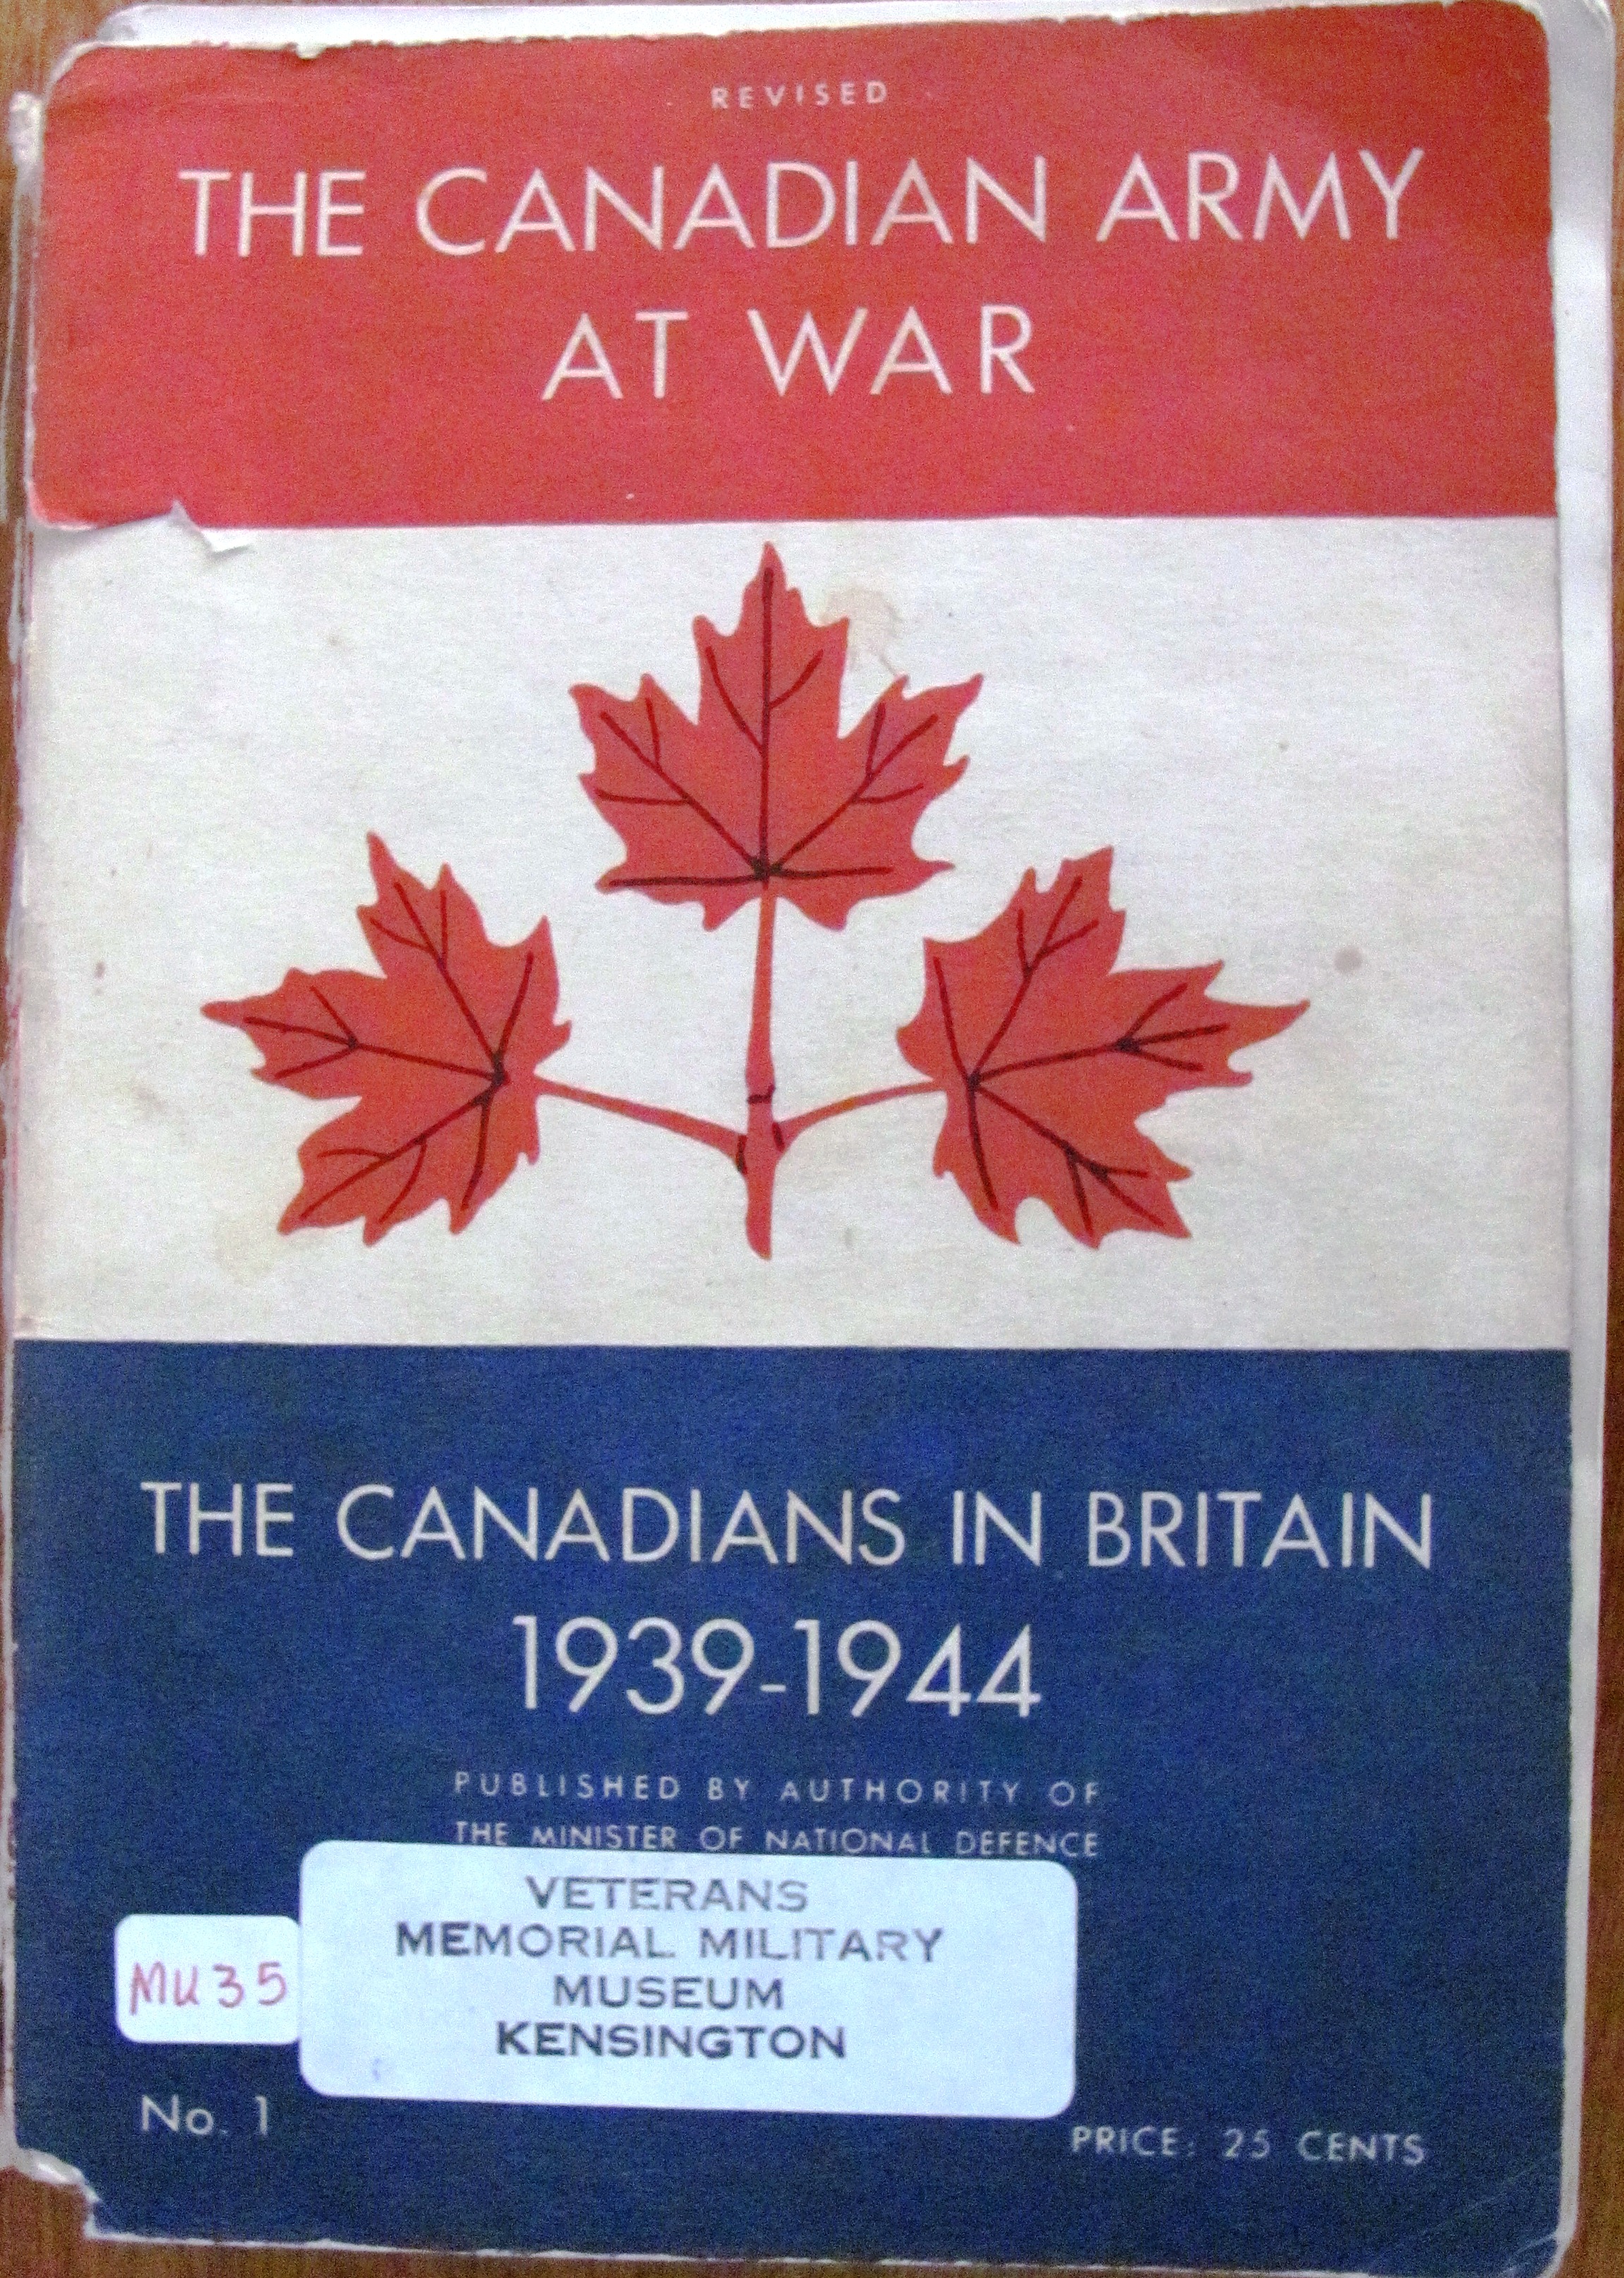 REVISED
THE CANADIAN ARMY
AT WAR
THE CANADIANS IN BRITAIN
1939-1944
PUBLISHED BY AUTHORITY OF
THE MINISTER OF NATIONAL DEFENCE
VETERANS
MEMORIAL MILITARY
MUSEUM
KENSINGTON
MU35
No. 1
PRICE: 25 CENTS